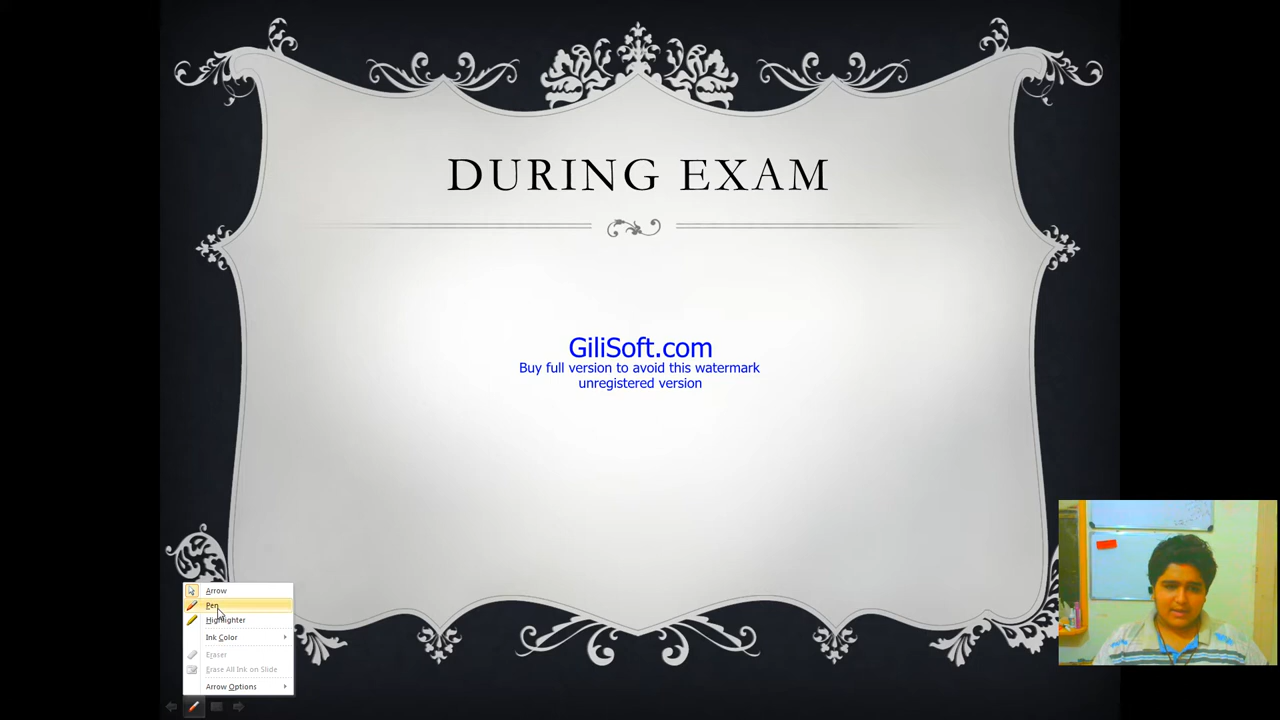 DURING EXAM
GiliSoft.com
Buy full version to avoid this watermark
unregistered version
Arrow
Pen
Highlighter
Ink Color
Eraser
Erase All Ink on Slide
Arrow Options